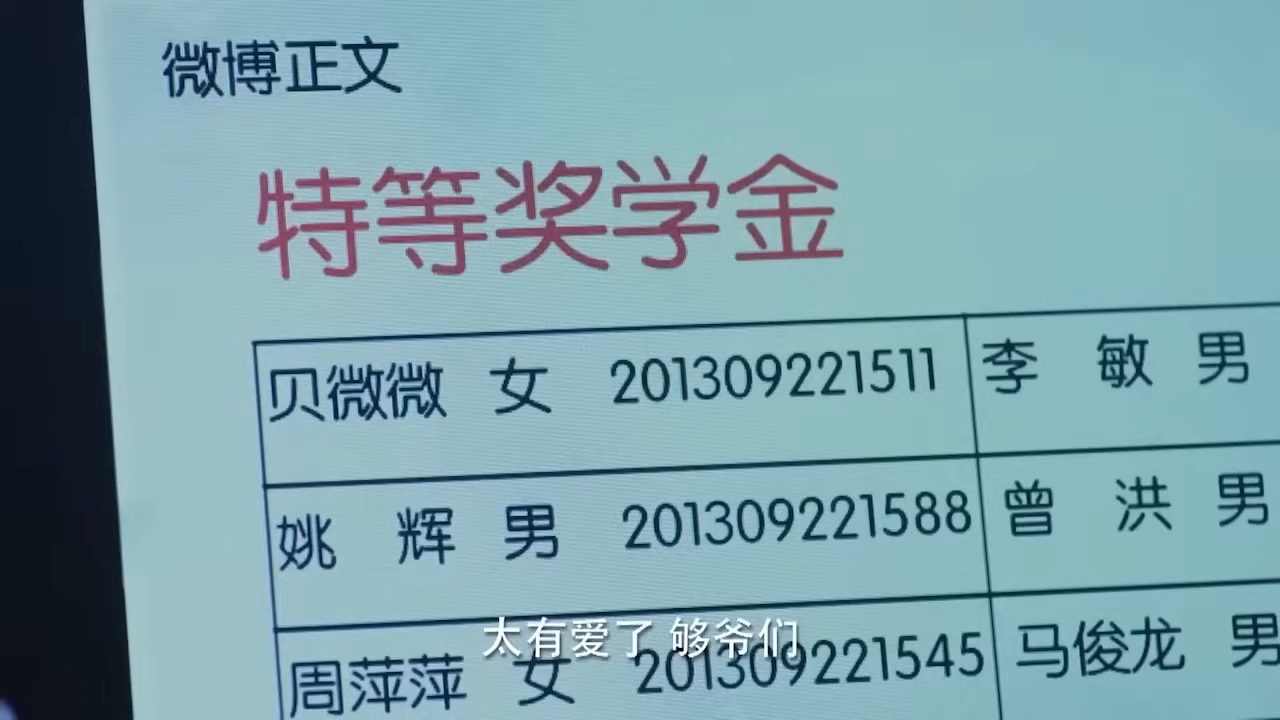 微博正文
特等奖学金
贝微微 女 201309221511 李 敏 男
姚 辉 男 201309221588 曾 洪 男
周萍萍 女 201309221545 马俊龙 男
太有爱了 够爷们